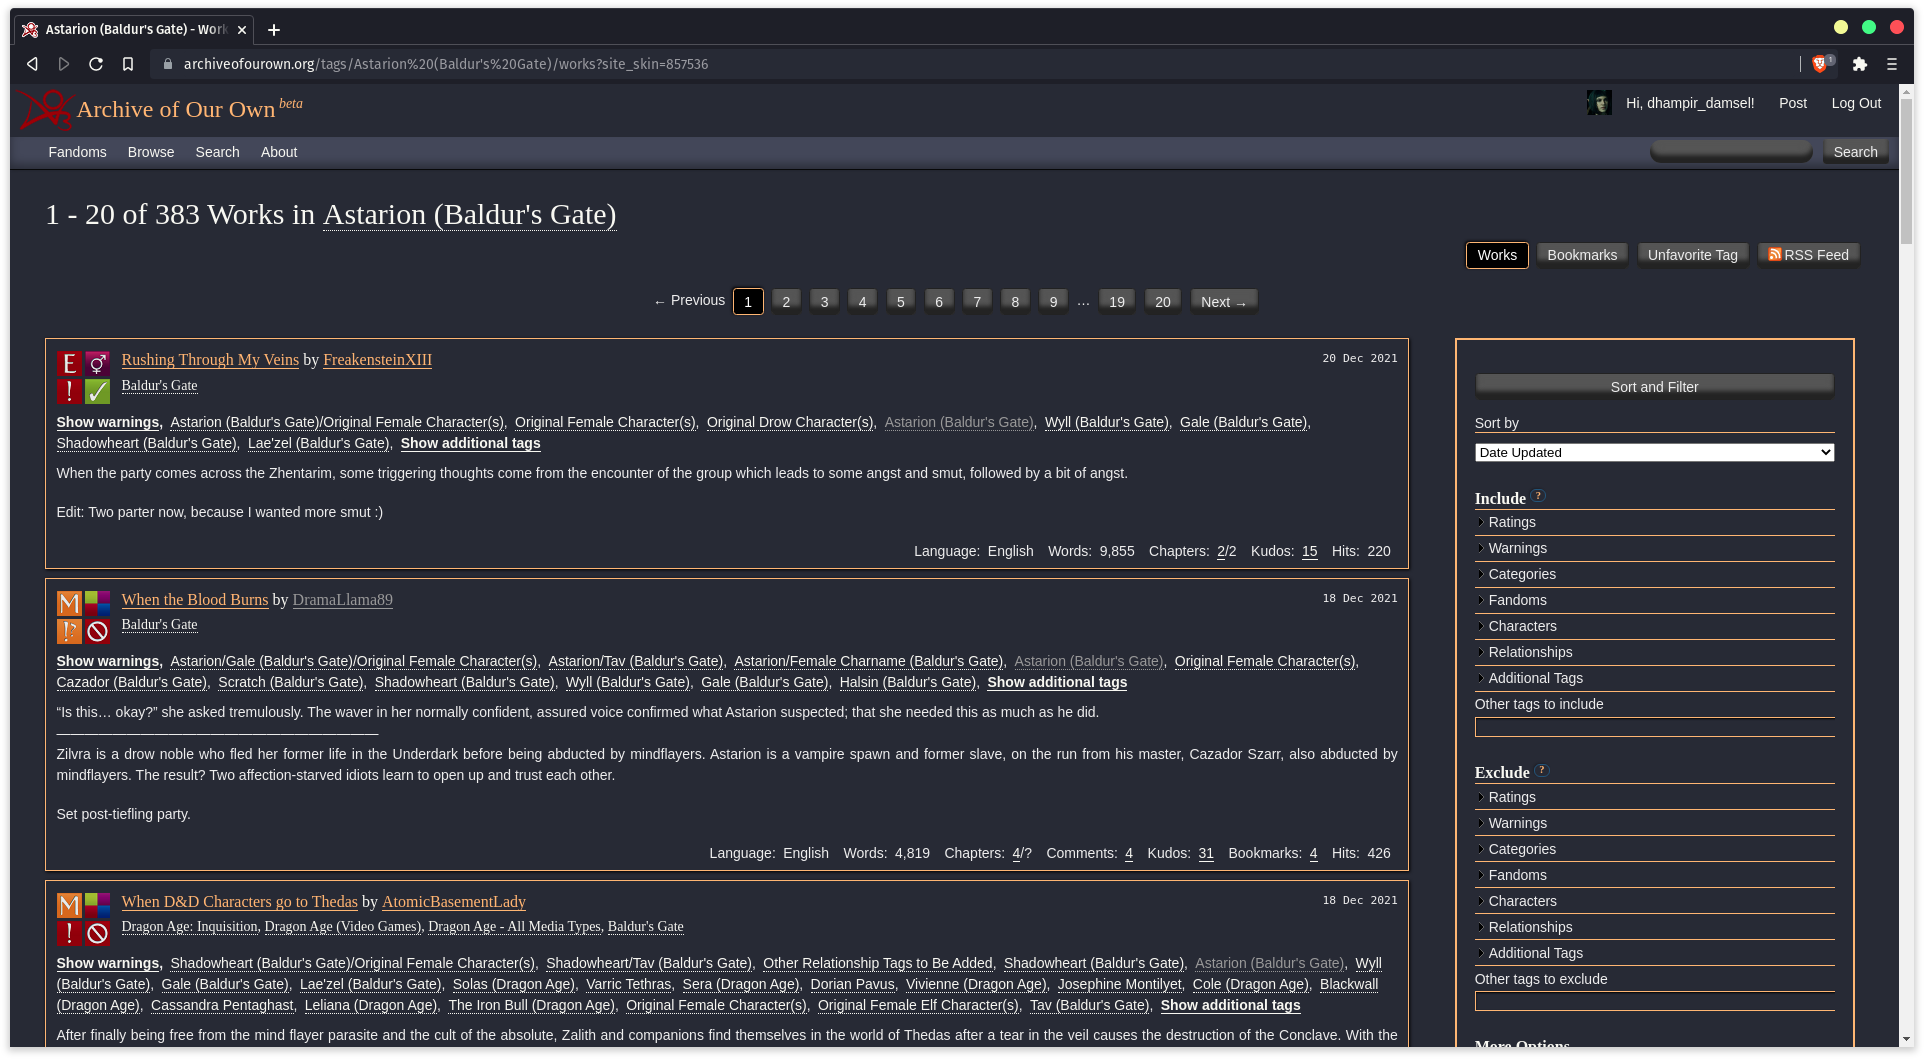 Astarion (Baldur's Gate) - Work
archiveofourown.org/tags/Astarion%20(Baldur's%20Gate)/works?site_skin=857536
1
Archive of Our Own beta
Hi, dhampir_damsel! Post Log Out
Fandoms Browse Search About
Search
1 - 20 of 383 Works in Astarion (Baldur's Gate)
Works Bookmarks Unfavorite Tag RSS Feed
← Previous 1 2 3 4 5 6 7 8 9 … 19 20 Next →
Rushing Through My Veins by FreakensteinXIII
20 Dec 2021
Baldur's Gate
Show warnings, Astarion (Baldur's Gate)/Original Female Character(s), Original Female Character(s), Original Drow Character(s), Astarion (Baldur's Gate), Wyll (Baldur's Gate), Gale (Baldur's Gate),
Shadowheart (Baldur's Gate), Lae'zel (Baldur's Gate), Show additional tags
When the party comes across the Zhentarim, some triggering thoughts come from the encounter of the group which leads to some angst and smut, followed by a bit of angst.
Edit: Two parter now, because I wanted more smut :)
Language: English Words: 9,855 Chapters: 2/2 Kudos: 15 Hits: 220
When the Blood Burns by DramaLlama89
18 Dec 2021
Baldur's Gate
Show warnings, Astarion/Gale (Baldur's Gate)/Original Female Character(s), Astarion/Tav (Baldur's Gate), Astarion/Female Charname (Baldur's Gate), Astarion (Baldur's Gate), Original Female Character(s),
Cazador (Baldur's Gate), Scratch (Baldur's Gate), Shadowheart (Baldur's Gate), Wyll (Baldur's Gate), Gale (Baldur's Gate), Halsin (Baldur's Gate), Show additional tags
“Is this… okay?” she asked tremulously. The waver in her normally confident, assured voice confirmed what Astarion suspected; that she needed this as much as he did.
Zilvra is a drow noble who fled her former life in the Underdark before being abducted by mindflayers. Astarion is a vampire spawn and former slave, on the run from his master, Cazador Szarr, also abducted by
mindflayers. The result? Two affection-starved idiots learn to open up and trust each other.
Set post-tiefling party.
Language: English Words: 4,819 Chapters: 4/? Comments: 4 Kudos: 31 Bookmarks: 4 Hits: 426
When D&D Characters go to Thedas by AtomicBasementLady
18 Dec 2021
Dragon Age: Inquisition, Dragon Age (Video Games), Dragon Age - All Media Types, Baldur's Gate
Show warnings, Shadowheart (Baldur's Gate)/Original Female Character(s), Shadowheart/Tav (Baldur's Gate), Other Relationship Tags to Be Added, Shadowheart (Baldur's Gate), Astarion (Baldur's Gate), Wyll
(Baldur's Gate), Gale (Baldur's Gate), Lae'zel (Baldur's Gate), Solas (Dragon Age), Varric Tethras, Sera (Dragon Age), Dorian Pavus, Vivienne (Dragon Age), Josephine Montilyet, Cole (Dragon Age), Blackwall
(Dragon Age), Cassandra Pentaghast, Leliana (Dragon Age), The Iron Bull (Dragon Age), Original Female Character(s), Original Female Elf Character(s), Tav (Baldur's Gate), Show additional tags
After finally being free from the mind flayer parasite and the cult of the absolute, Zalith and companions find themselves in the world of Thedas after a tear in the veil causes the destruction of the Conclave. With the
Sort and Filter
Sort by
Date Updated
Include ?
Ratings
Warnings
Categories
Fandoms
Characters
Relationships
Additional Tags
Other tags to include
Exclude ?
Ratings
Warnings
Categories
Fandoms
Characters
Relationships
Additional Tags
Other tags to exclude
More Options